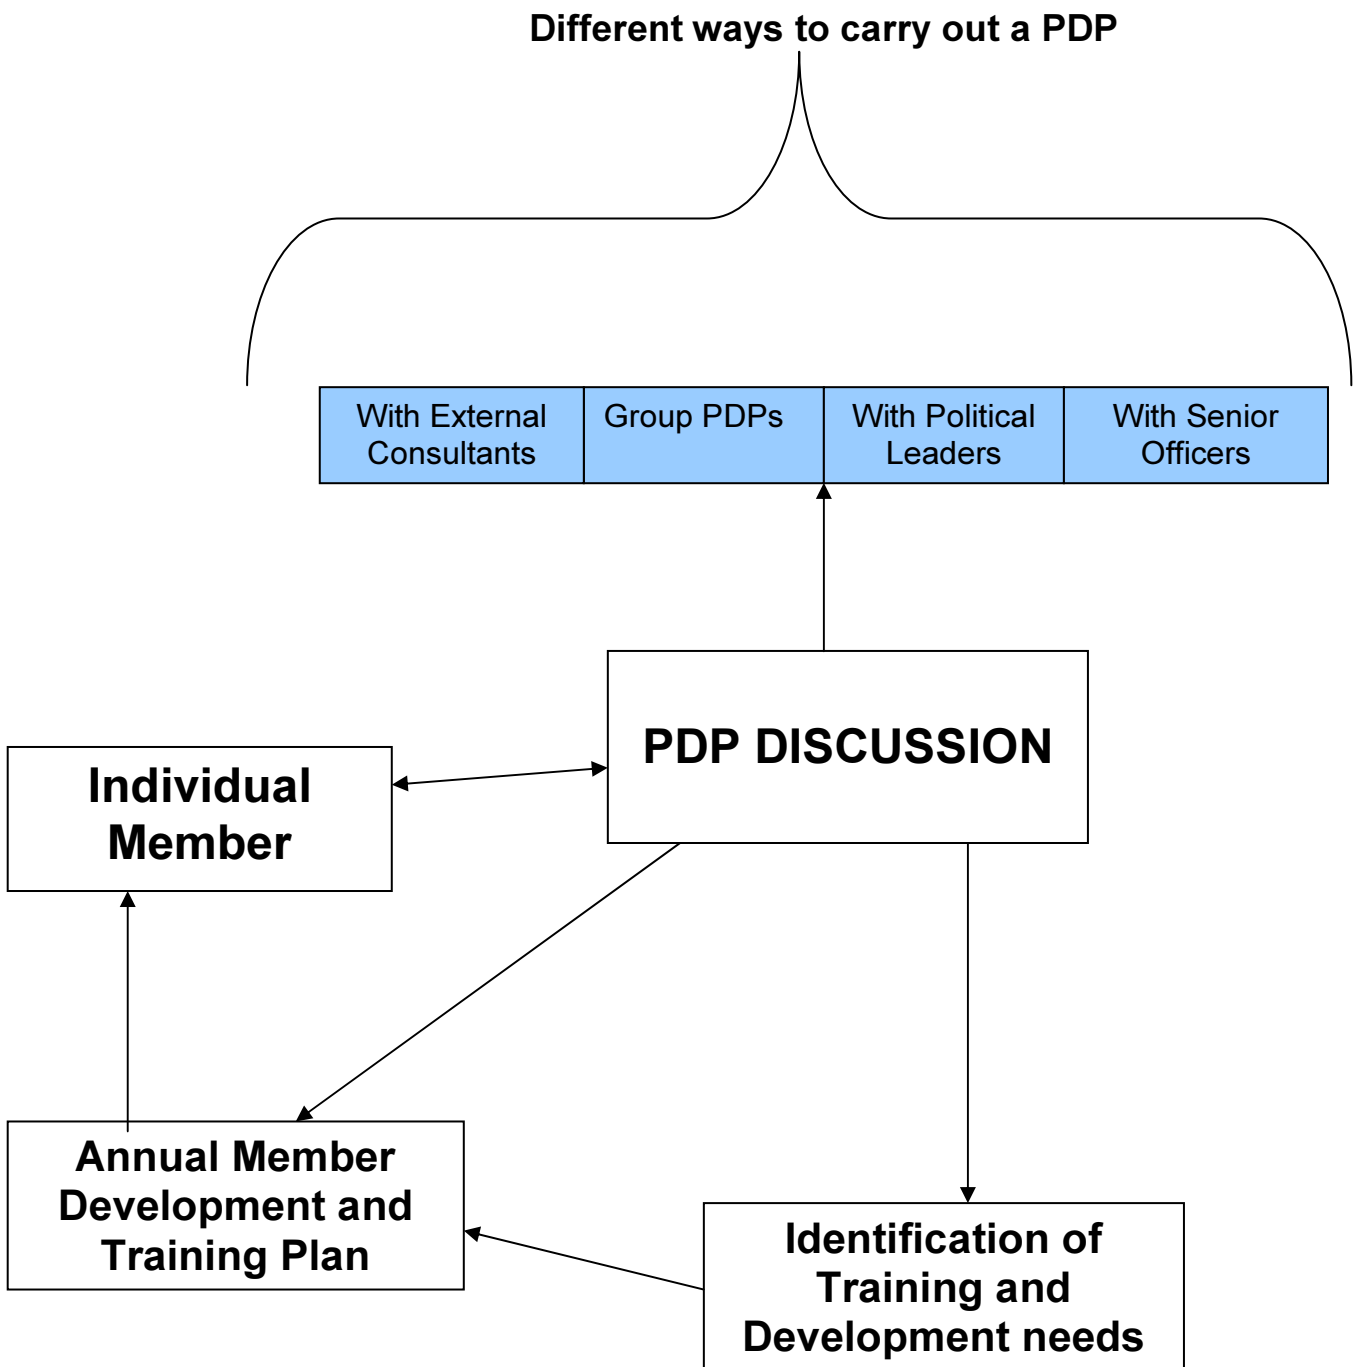 Different ways to carry out a PDP
With External
Consultants
Group PDPs
With Political
Leaders
With Senior
Officers
PDP DISCUSSION
Individual
Member
Annual Member
Development and
Training Plan
Identification of
Training and
Development needs